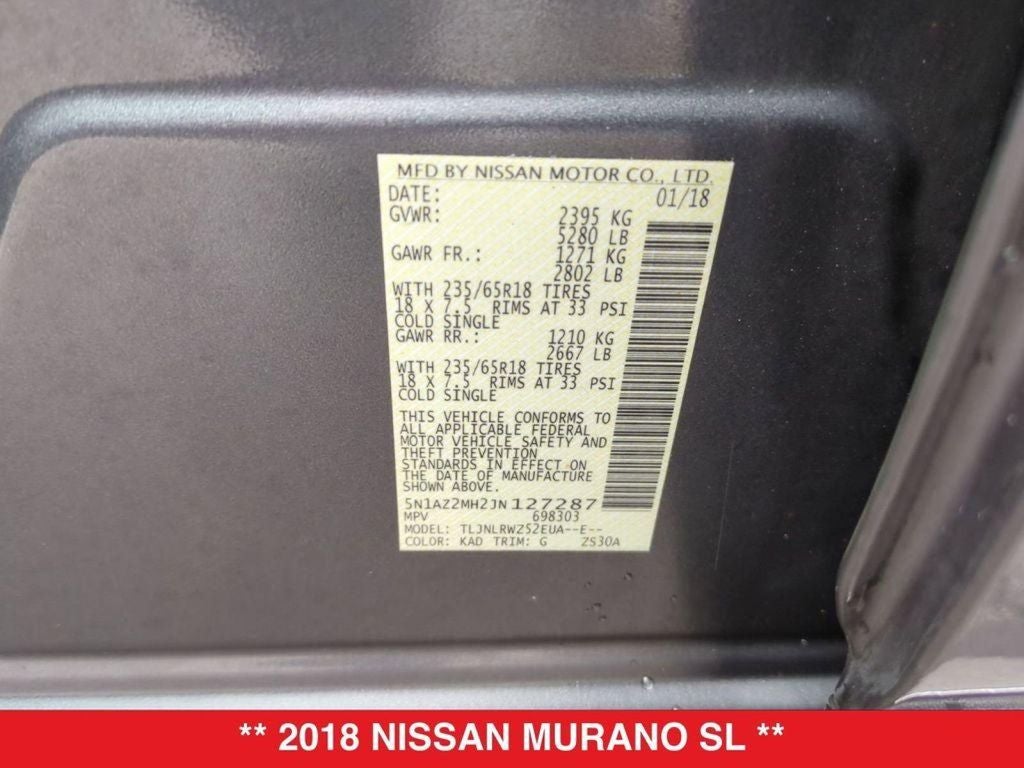 MFD BY NISSAN MOTOR CO., LTD.
DATE: 01/18
GVWR: 2395 KG
5280 LB
GAWR FR.: 1271 KG
2802 LB
WITH 235/65R18 TIRES
18 X 7.5 RIMS AT 33 PSI
COLD SINGLE
GAWR RR.: 1210 KG
2667 LB
WITH 235/65R18 TIRES
18 X 7.5 RIMS AT 33 PSI
COLD SINGLE
THIS VEHICLE CONFORMS TO
ALL APPLICABLE FEDERAL
MOTOR VEHICLE SAFETY AND
THEFT PREVENTION
STANDARDS IN EFFECT ON
THE DATE OF MANUFACTURE
SHOWN ABOVE.
5N1AZ2MH2JN127287
MPV 698303
MODEL: TLJNLRWZ52EUA--E--
COLOR: KAD TRIM: G ZS30A
** 2018 NISSAN MURANO SL **